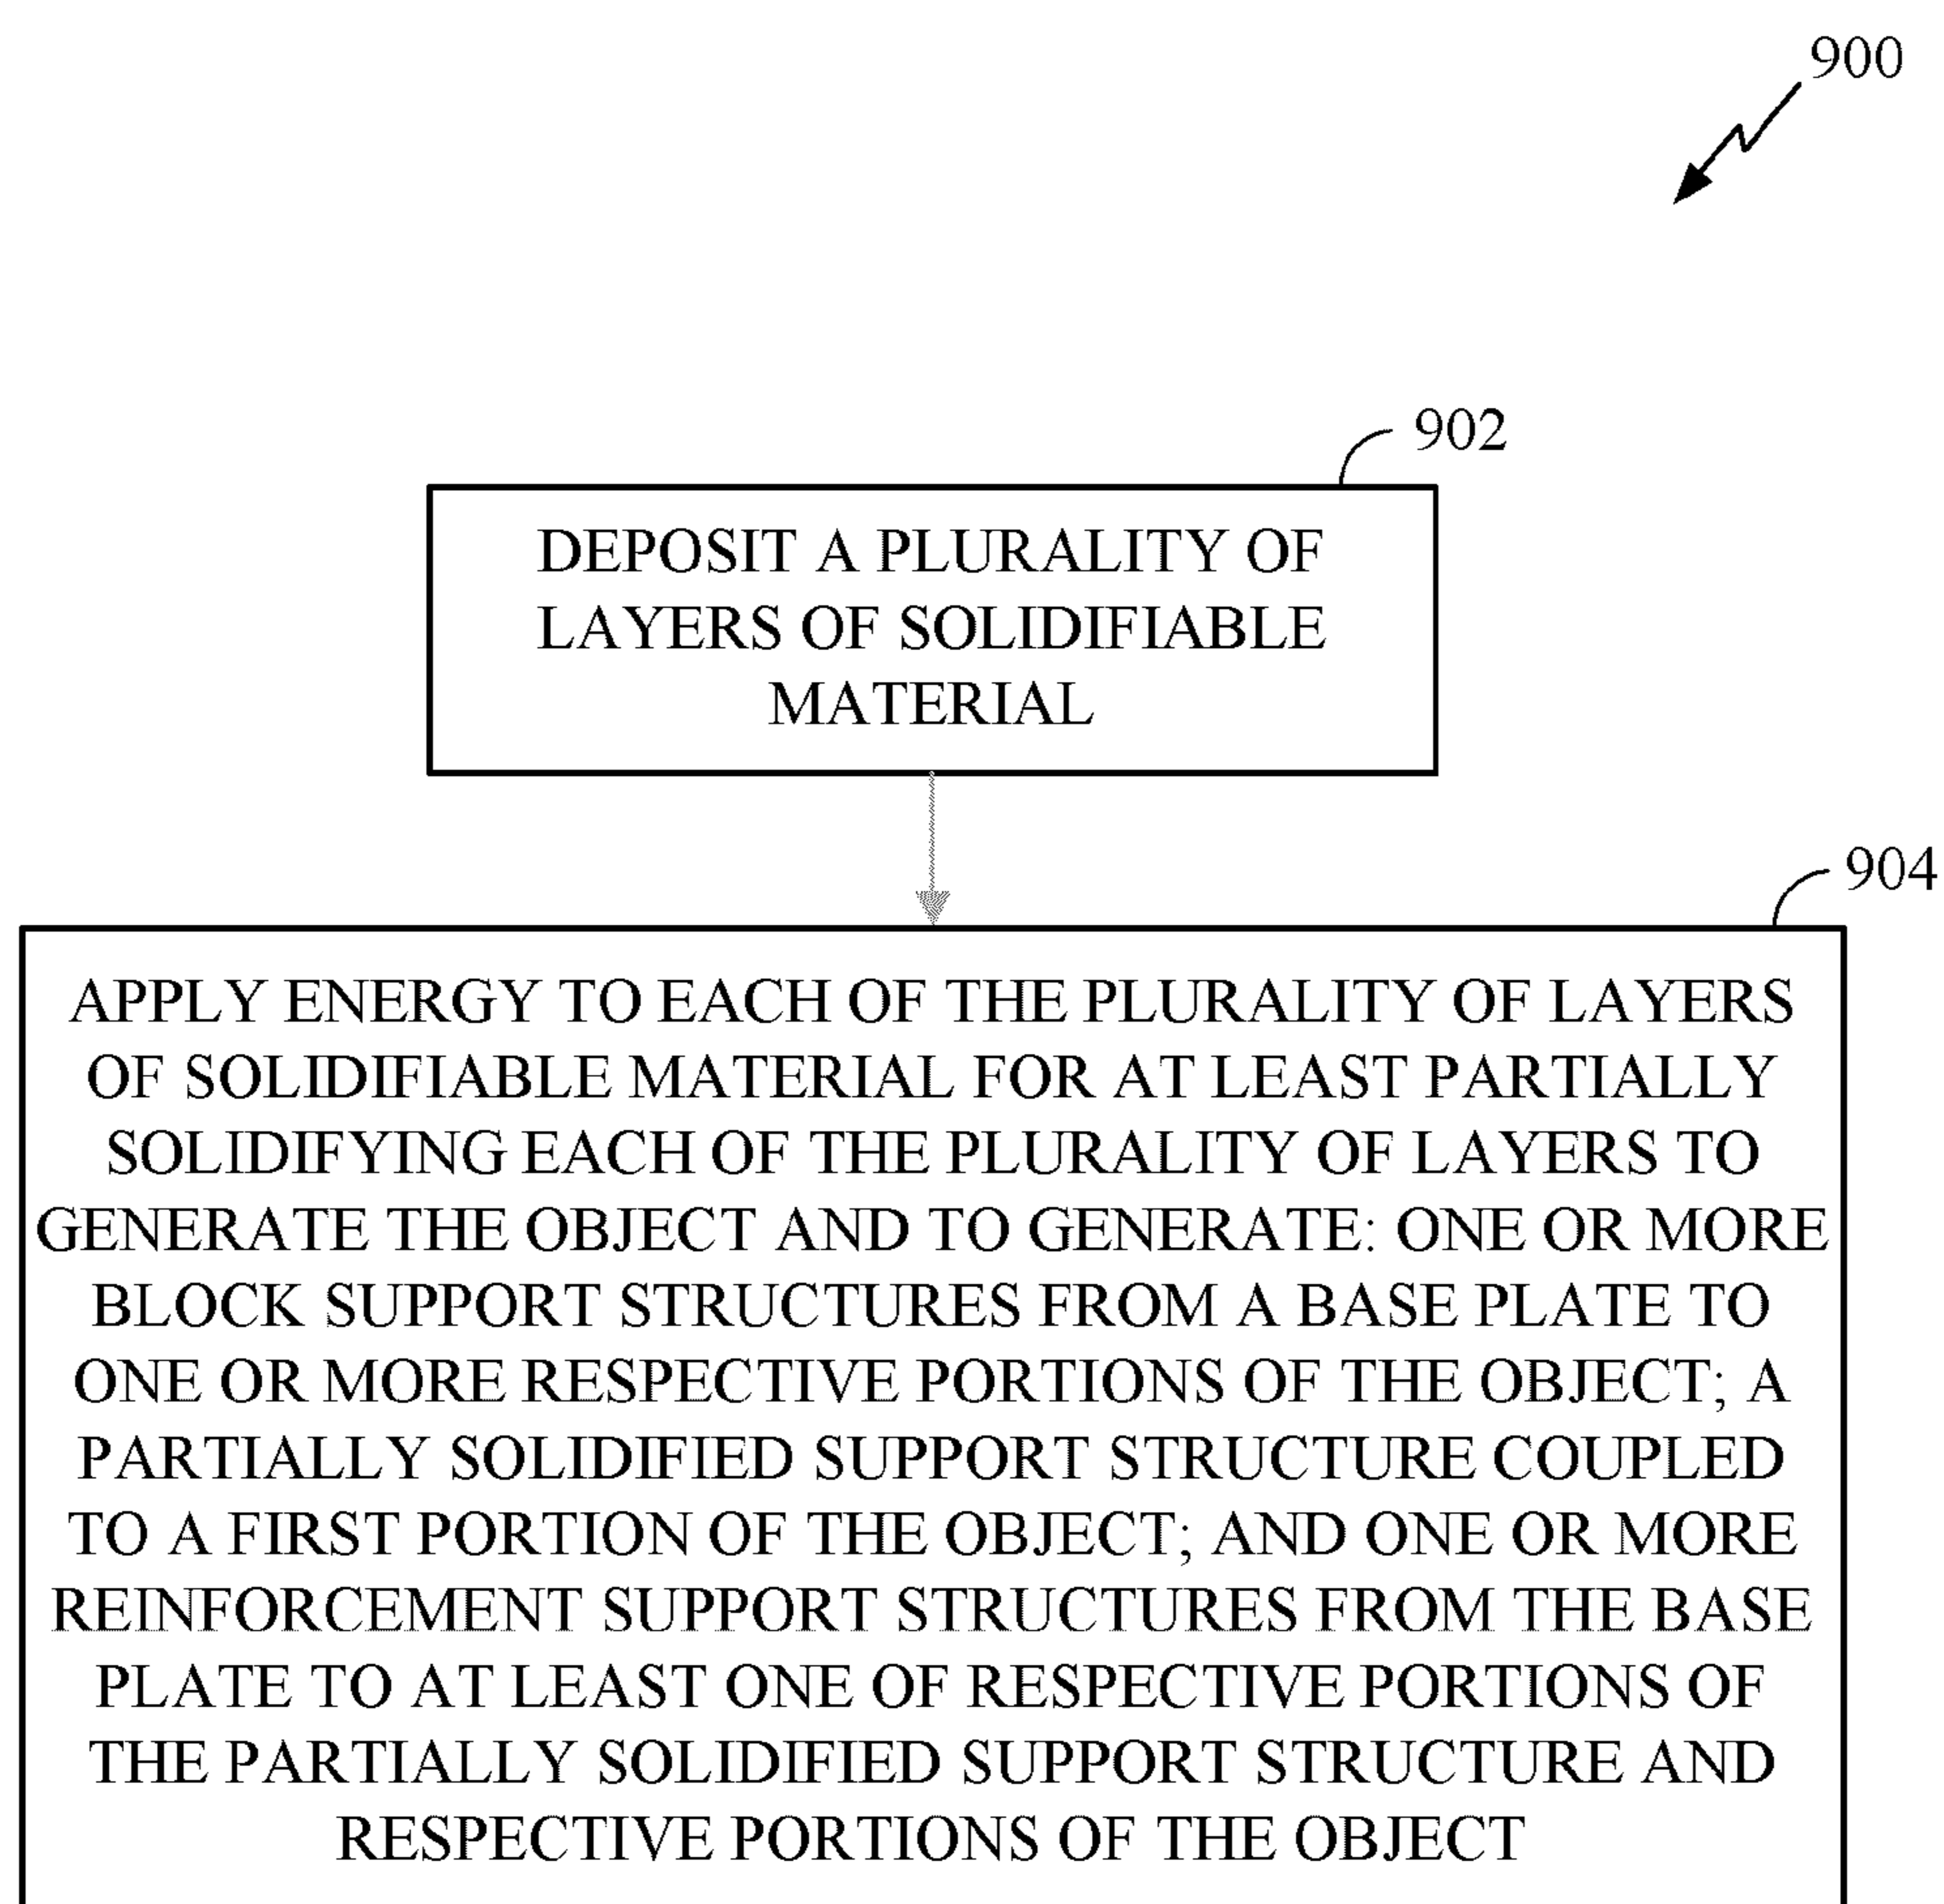 900
902
DEPOSIT A PLURALITY OF
LAYERS OF SOLIDIFIABLE
MATERIAL
904
APPLY ENERGY TO EACH OF THE PLURALITY OF LAYERS
OF SOLIDIFIABLE MATERIAL FOR AT LEAST PARTIALLY
SOLIDIFYING EACH OF THE PLURALITY OF LAYERS TO
GENERATE THE OBJECT AND TO GENERATE: ONE OR MORE
BLOCK SUPPORT STRUCTURES FROM A BASE PLATE TO
ONE OR MORE RESPECTIVE PORTIONS OF THE OBJECT; A
PARTIALLY SOLIDIFIED SUPPORT STRUCTURE COUPLED
TO A FIRST PORTION OF THE OBJECT; AND ONE OR MORE
REINFORCEMENT SUPPORT STRUCTURES FROM THE BASE
PLATE TO AT LEAST ONE OF RESPECTIVE PORTIONS OF
THE PARTIALLY SOLIDIFIED SUPPORT STRUCTURE AND
RESPECTIVE PORTIONS OF THE OBJECT